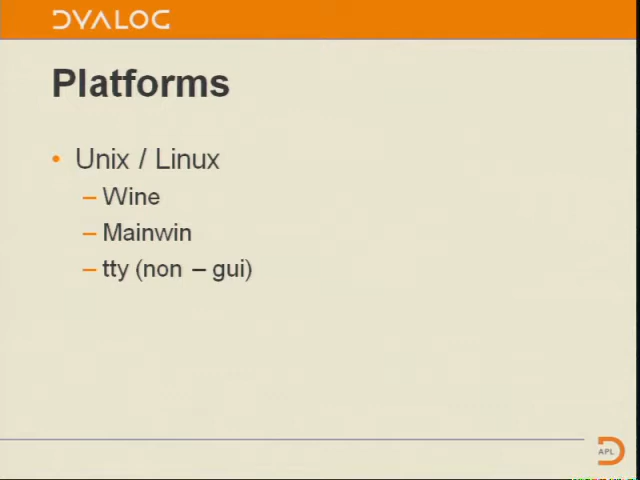 DYALOG
Platforms
• Unix / Linux
– Wine
– Mainwin
– tty (non – gui)
APL